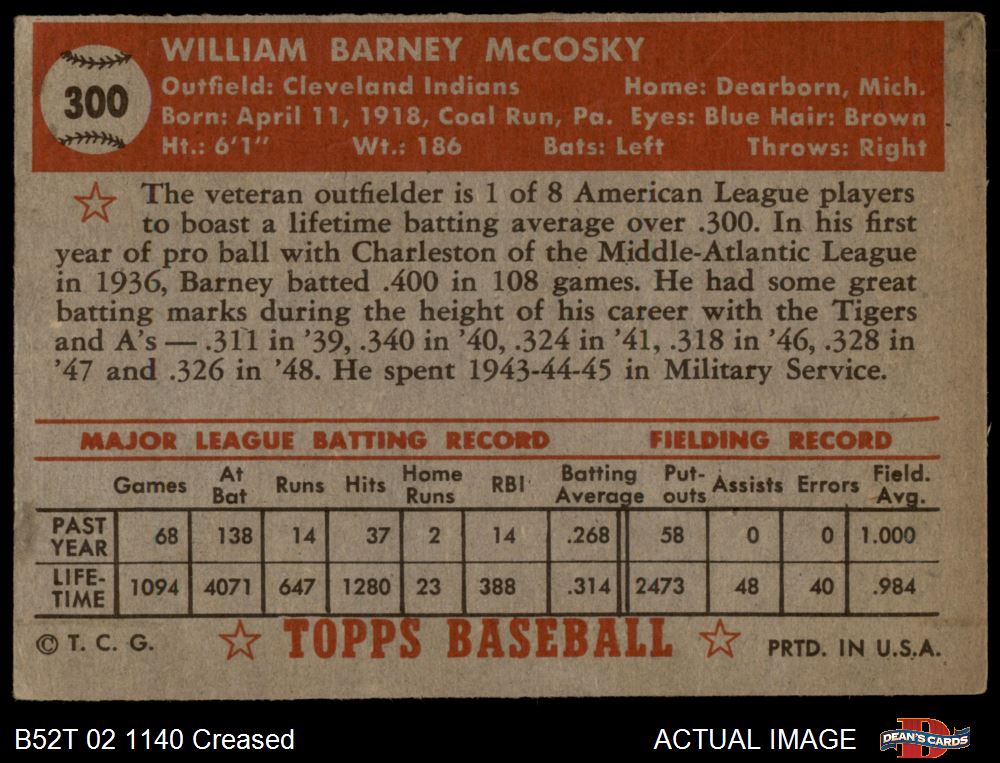 300
WILLIAM BARNEY McCOSKY
Outfield: Cleveland Indians Home: Dearborn, Mich.
Born: April 11, 1918, Coal Run, Pa. Eyes: Blue Hair: Brown
Ht.: 6'1" Wt.: 186 Bats: Left Throws: Right
The veteran outfielder is 1 of 8 American League players
to boast a lifetime batting average over .300. In his first
year of pro ball with Charleston of the Middle-Atlantic League
in 1936, Barney batted .400 in 108 games. He had some great
batting marks during the height of his career with the Tigers
and A's — .311 in '39, .340 in '40, .324 in '41, .318 in '46, .328 in
'47 and .326 in '48. He spent 1943-44-45 in Military Service.
MAJOR LEAGUE BATTING RECORD FIELDING RECORD
Games At Bat Runs Hits Home Runs RBI Batting Average Put-outs Assists Errors Field. Avg.
PAST YEAR 68 138 14 37 2 14 .268 58 0 0 1.000
LIFE-TIME 1094 4071 647 1280 23 388 .314 2473 48 40 .984
© T. C. G. TOPPS BASEBALL PRTD. IN U.S.A.
B52T 02 1140 Creased ACTUAL IMAGE D DEAN'S CARDS